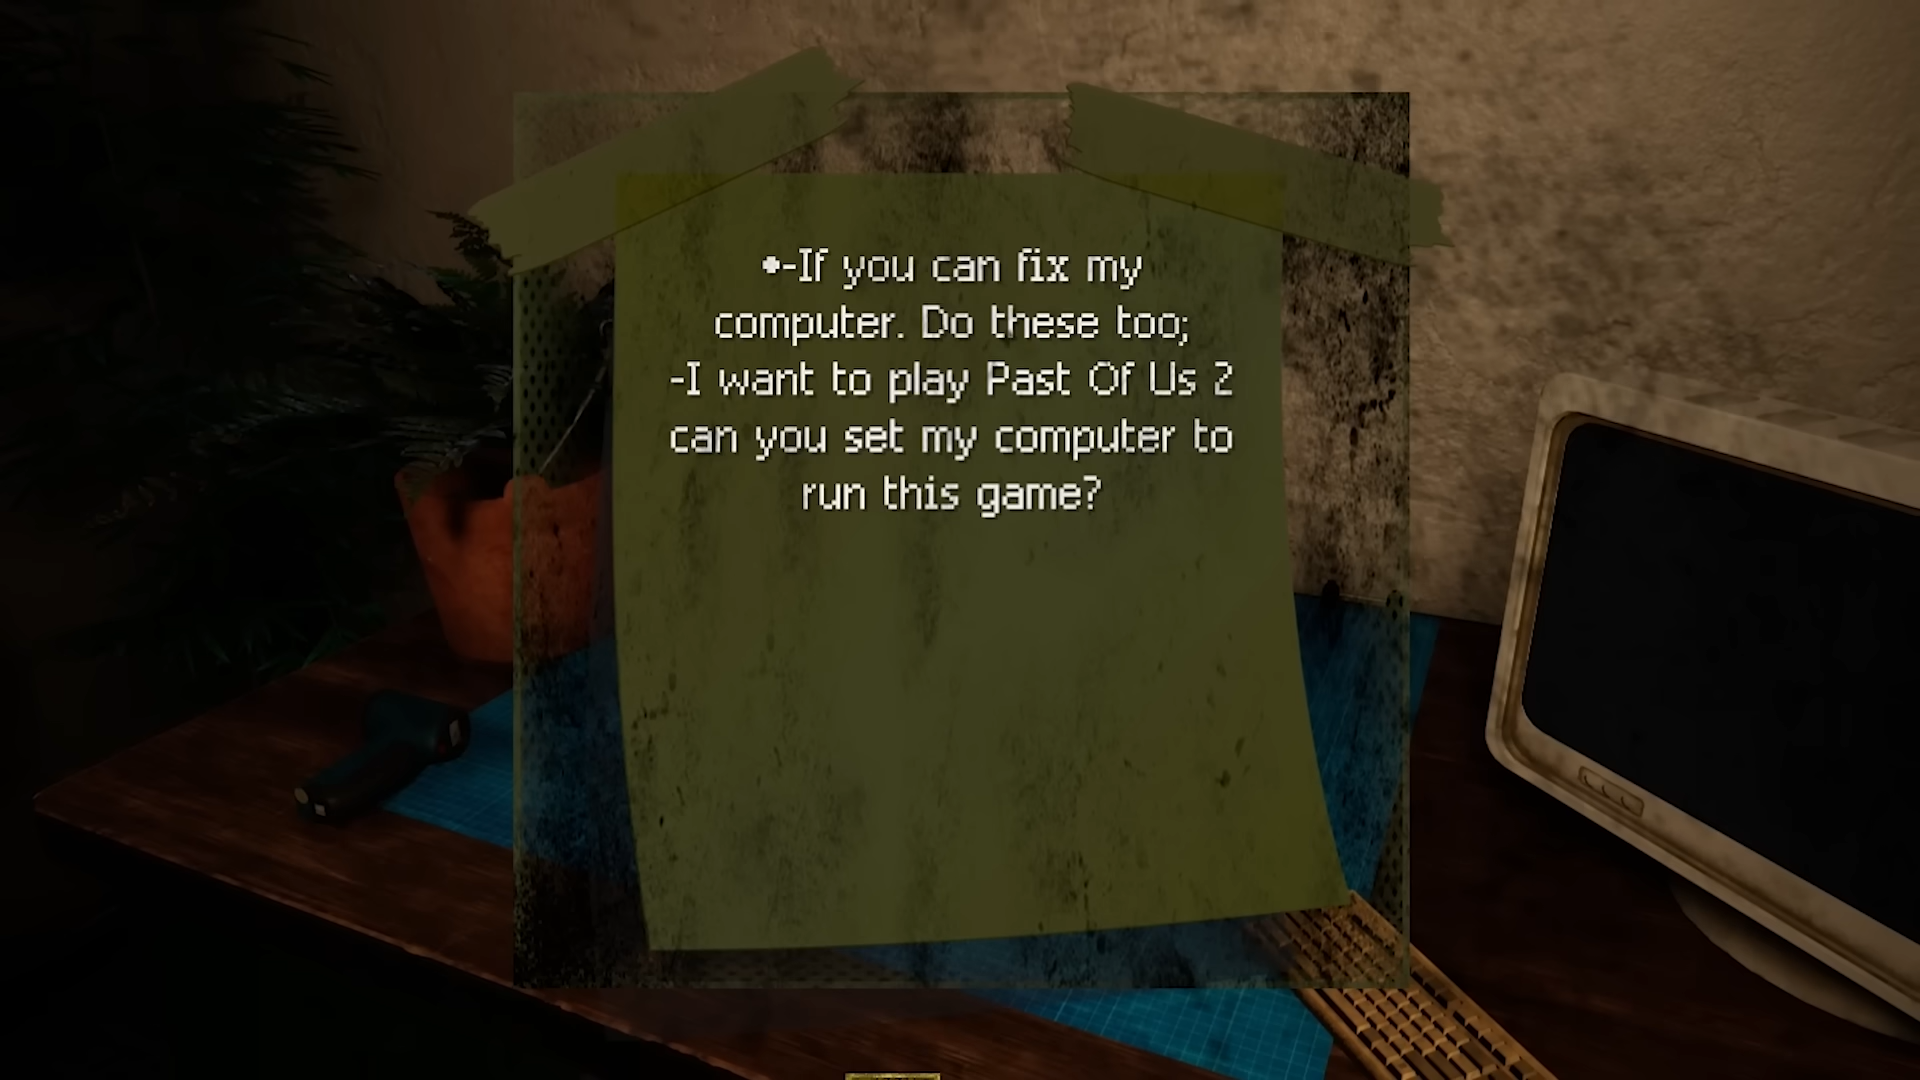 •-If you can fix my
computer. Do these too;
-I want to play Past Of Us 2
can you set my computer to
run this game?